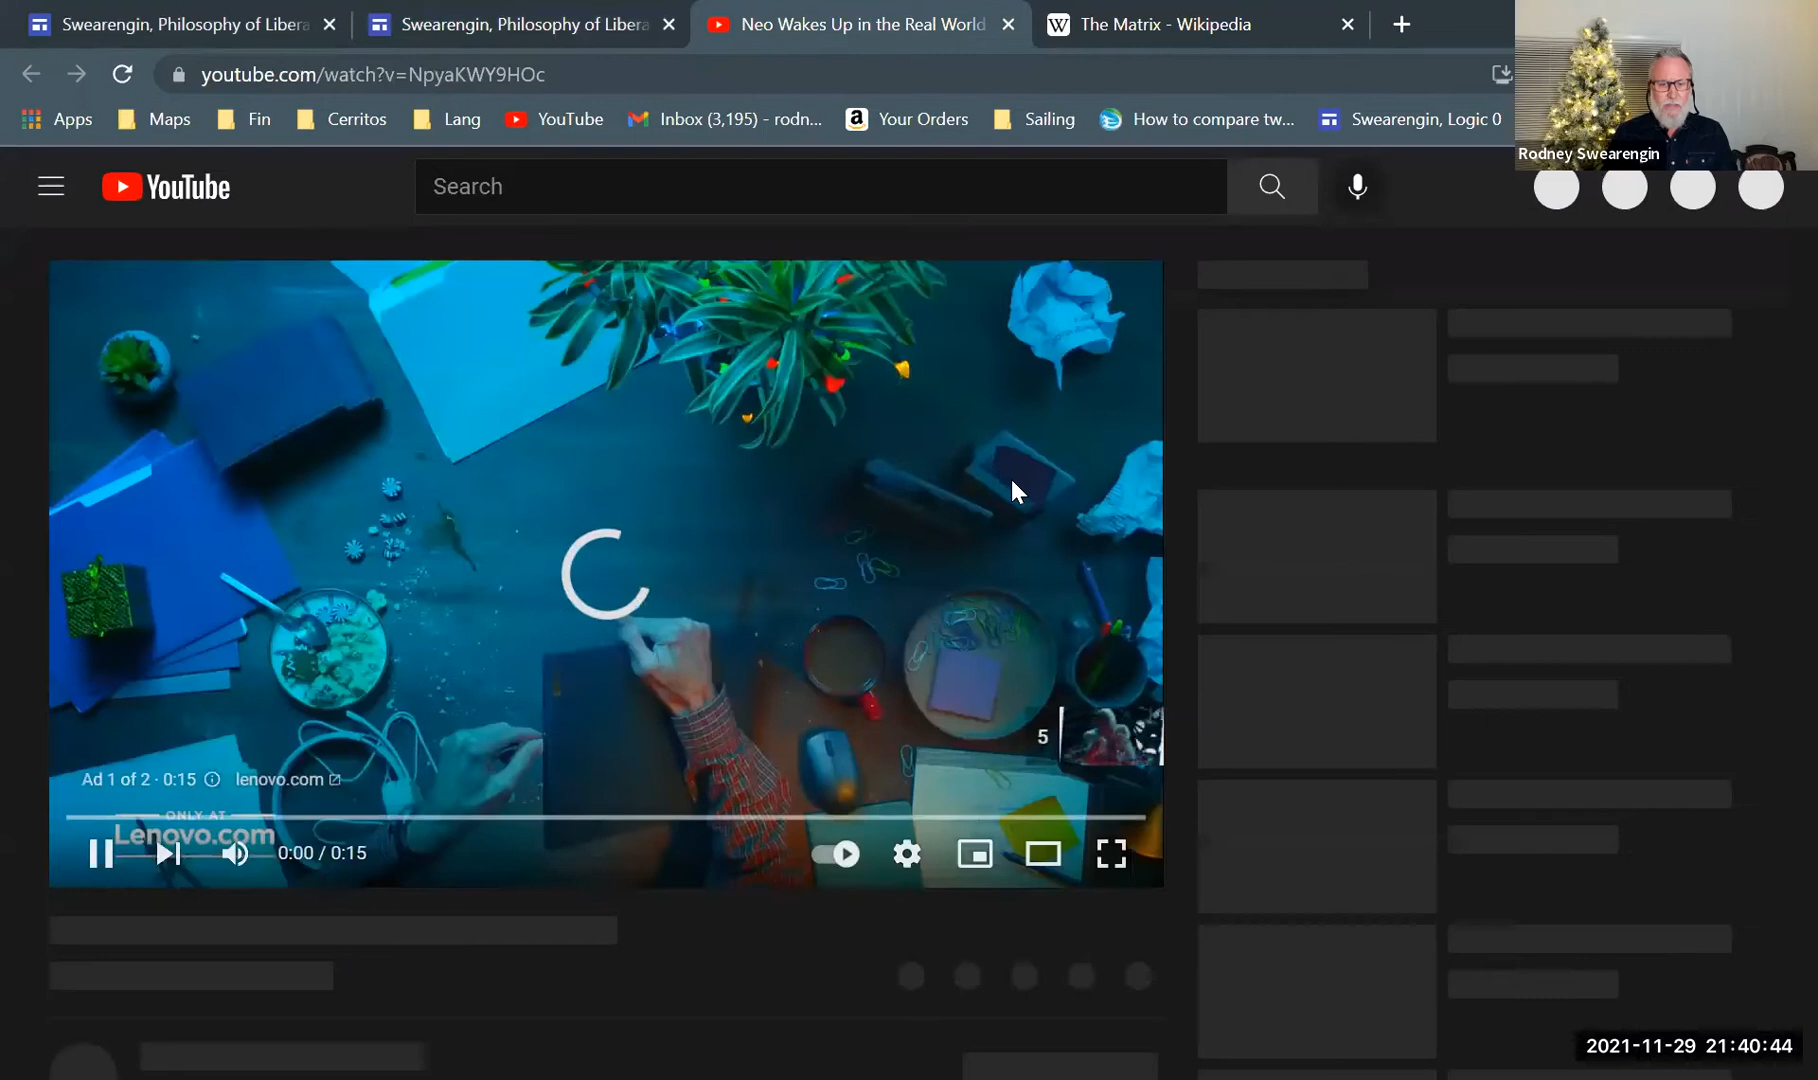 Swearengin, Philosophy of Libera
Swearengin, Philosophy of Libera
Neo Wakes Up in the Real World
W The Matrix - Wikipedia
youtube.com/watch?v=NpyaKWY9HOc
Apps
Maps
Fin
Cerritos
Lang
YouTube
Inbox (3,195) - rodn...
a Your Orders
Sailing
How to compare tw...
Swearengin, Logic 0
Rodney Swearengin
YouTube
Search
5
Ad 1 of 2 · 0:15
lenovo.com
ONLY AT
Lenovo.com
0:00 / 0:15
2021-11-29 21:40:44